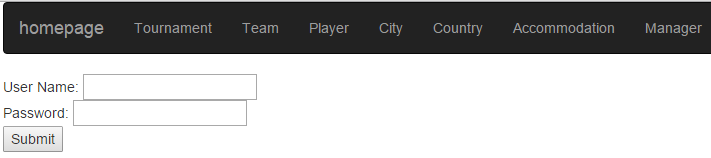 homepage Tournament Team Player City Country Accommodation Manager
User Name:
Password:
Submit